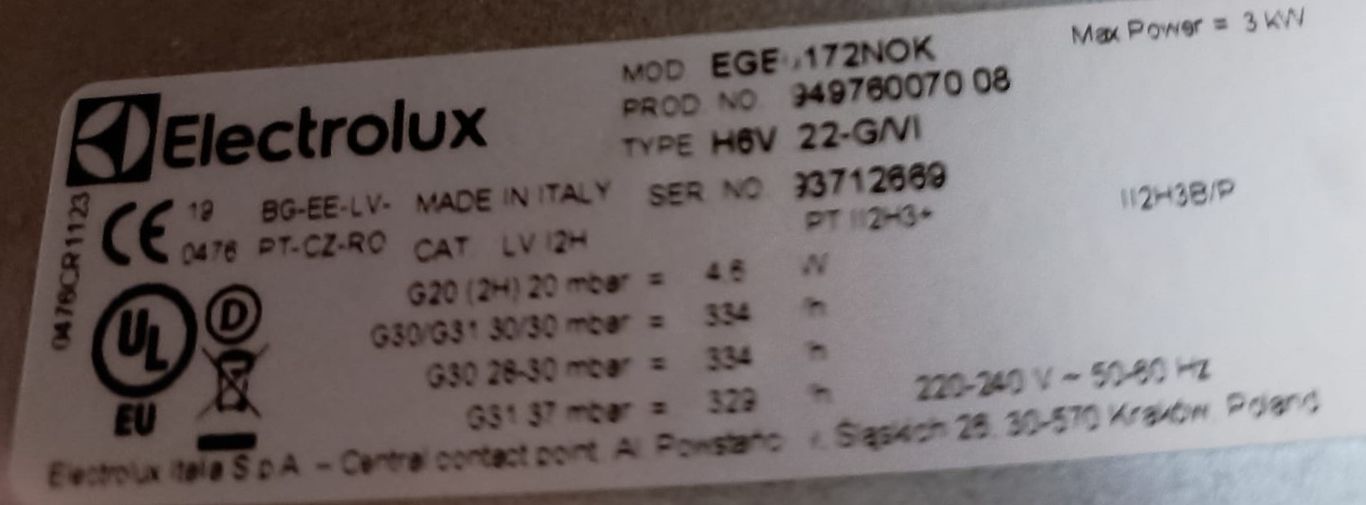 Electrolux
MOD EGE 172NOK
Max Power = 3 kW
PROD NO 949760070 08
TYPE H6V 22-G/VI
SER NO 93712669
CE 19 BG-EE-LV- MADE IN ITALY
0476 PT-CZ-RO CAT LV I2H
PT II2H3+
II2H3B/P
0476CR1123
G20 (2H) 20 mbar = 4.6
G30/G31 30/30 mbar = 334
G30 28-30 mbar = 334
G31 37 mbar = 329
UL
EU
D
220-240 V ~ 50-60 Hz
Electrolux Italia S.p.A. - Central contact point Al. Śląskich 26, 30-570 Kraków, Poland